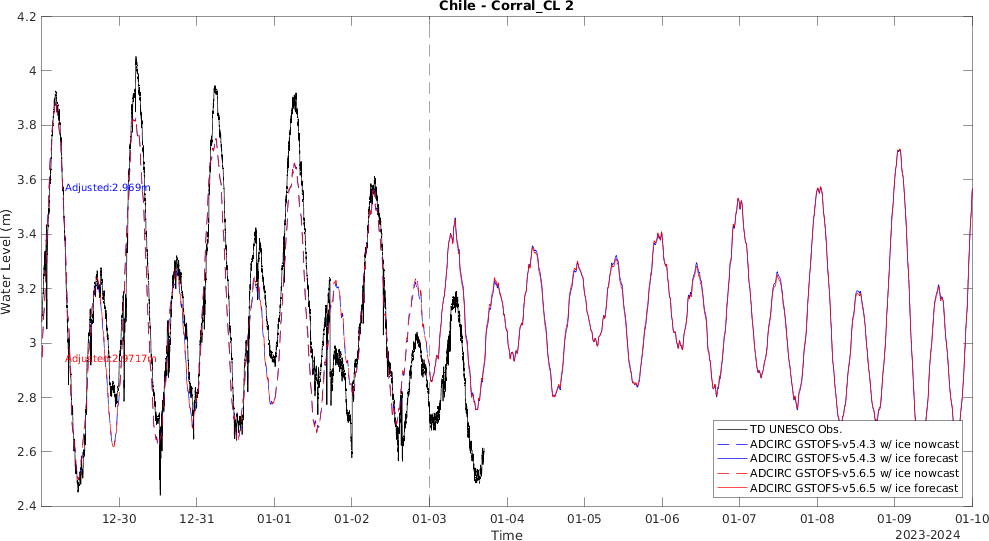 Chile - Corral_CL 2
4.2
4
3.8
3.6
3.4
3.2
3
2.8
2.6
2.4
Water Level (m)
Adjusted:2.969m
Adjusted:2.9717m
TD UNESCO Obs.
ADCIRC GSTOFS-v5.4.3 w/ ice nowcast
ADCIRC GSTOFS-v5.4.3 w/ ice forecast
ADCIRC GSTOFS-v5.6.5 w/ ice nowcast
ADCIRC GSTOFS-v5.6.5 w/ ice forecast
12-30 12-31 01-01 01-02 01-03 01-04 01-05 01-06 01-07 01-08 01-09 01-10
Time
2023-2024